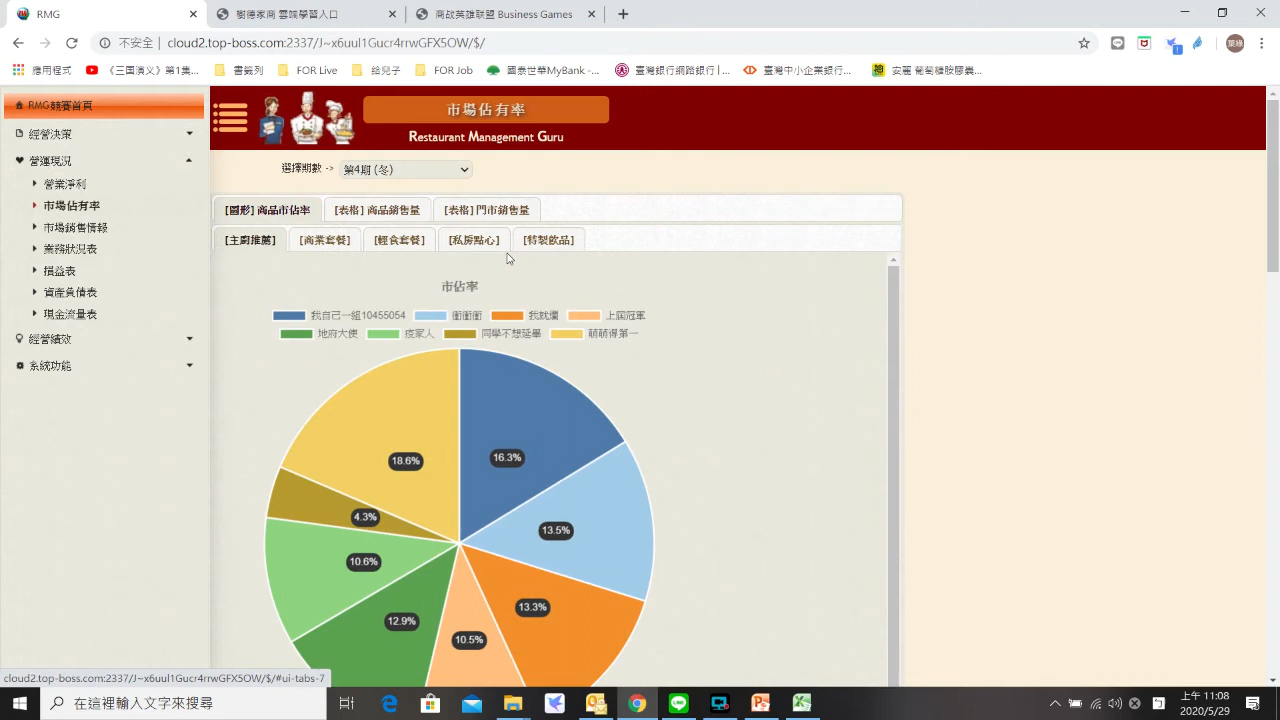 RMG
樹德家商 雲端學習入口
商战英雄联盟 Business Games
不安全 | cloud2.top-boss.com:2337/J~x6uul1Gucr4rrwGFX5OW/$/
應用程式
《三国演义》第1集...
書籤列
FOR Live
給兒子
FOR Job
國泰世華MyBank -...
臺灣銀行網路銀行 | ...
臺灣中小企業銀行...
安麗 葡萄糖胺膠囊...
RMG競賽首頁
經營決策
營運現況
營業淨利
市場佔有率
市場銷售情報
業務狀況表
損益表
資產負債表
現金流量表
經營績效
系統功能
市場佔有率
Restaurant Management Guru
選擇期數 -> 第4期 (冬)
[圖形] 商品市佔率
[表格] 商品銷售量
[表格] 門市銷售量
[主廚推薦]
[商業套餐]
[輕食套餐]
[私房點心]
[特製飲品]
市佔率
我自己一組10455054 衝衝衝 我就爛 上屆冠軍
地府大使 疫家人 同學不想延畢 萌萌得第一
18.6%
16.3%
4.3%
13.5%
10.6%
13.3%
12.9%
10.5%
cloud2.top-boss.com:2337/J~x6uul1Gucr4rrwGFX5OW/$/#ui-tabs-7
在這裡輸入文字來搜尋
上午 11:08
2020/5/29